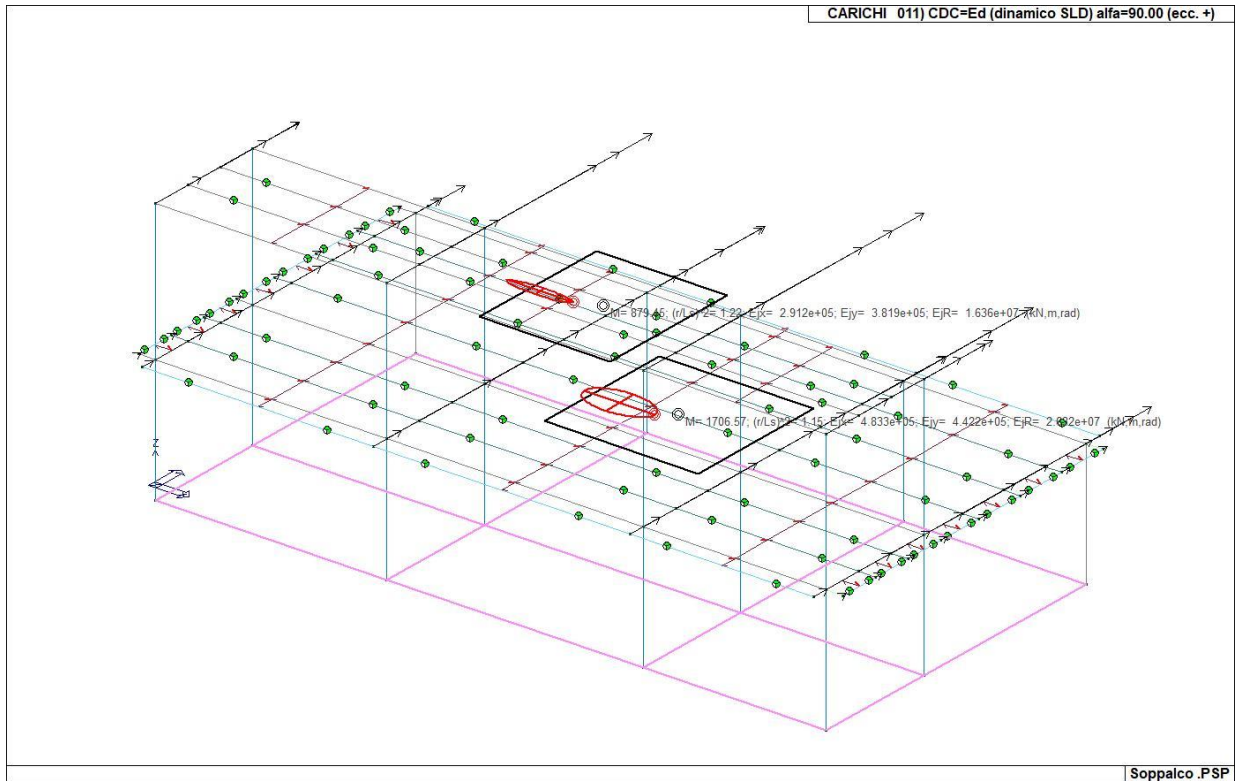 CARICHI 011) CDC=Ed (dinamico SLD) alfa=90.00 (ecc. +)
M= 879.45; (r/Ls)^2= 1.22; Ejx= 2.912e+05; Ejy= 3.819e+05; EjR= 1.636e+07 (kN,m,rad)
M= 1706.57; (r/Ls)^2= 1.15; Ejx= 4.833e+05; Ejy= 4.422e+05; EjR= (kN,m,rad)
Z
Soppalco .PSP